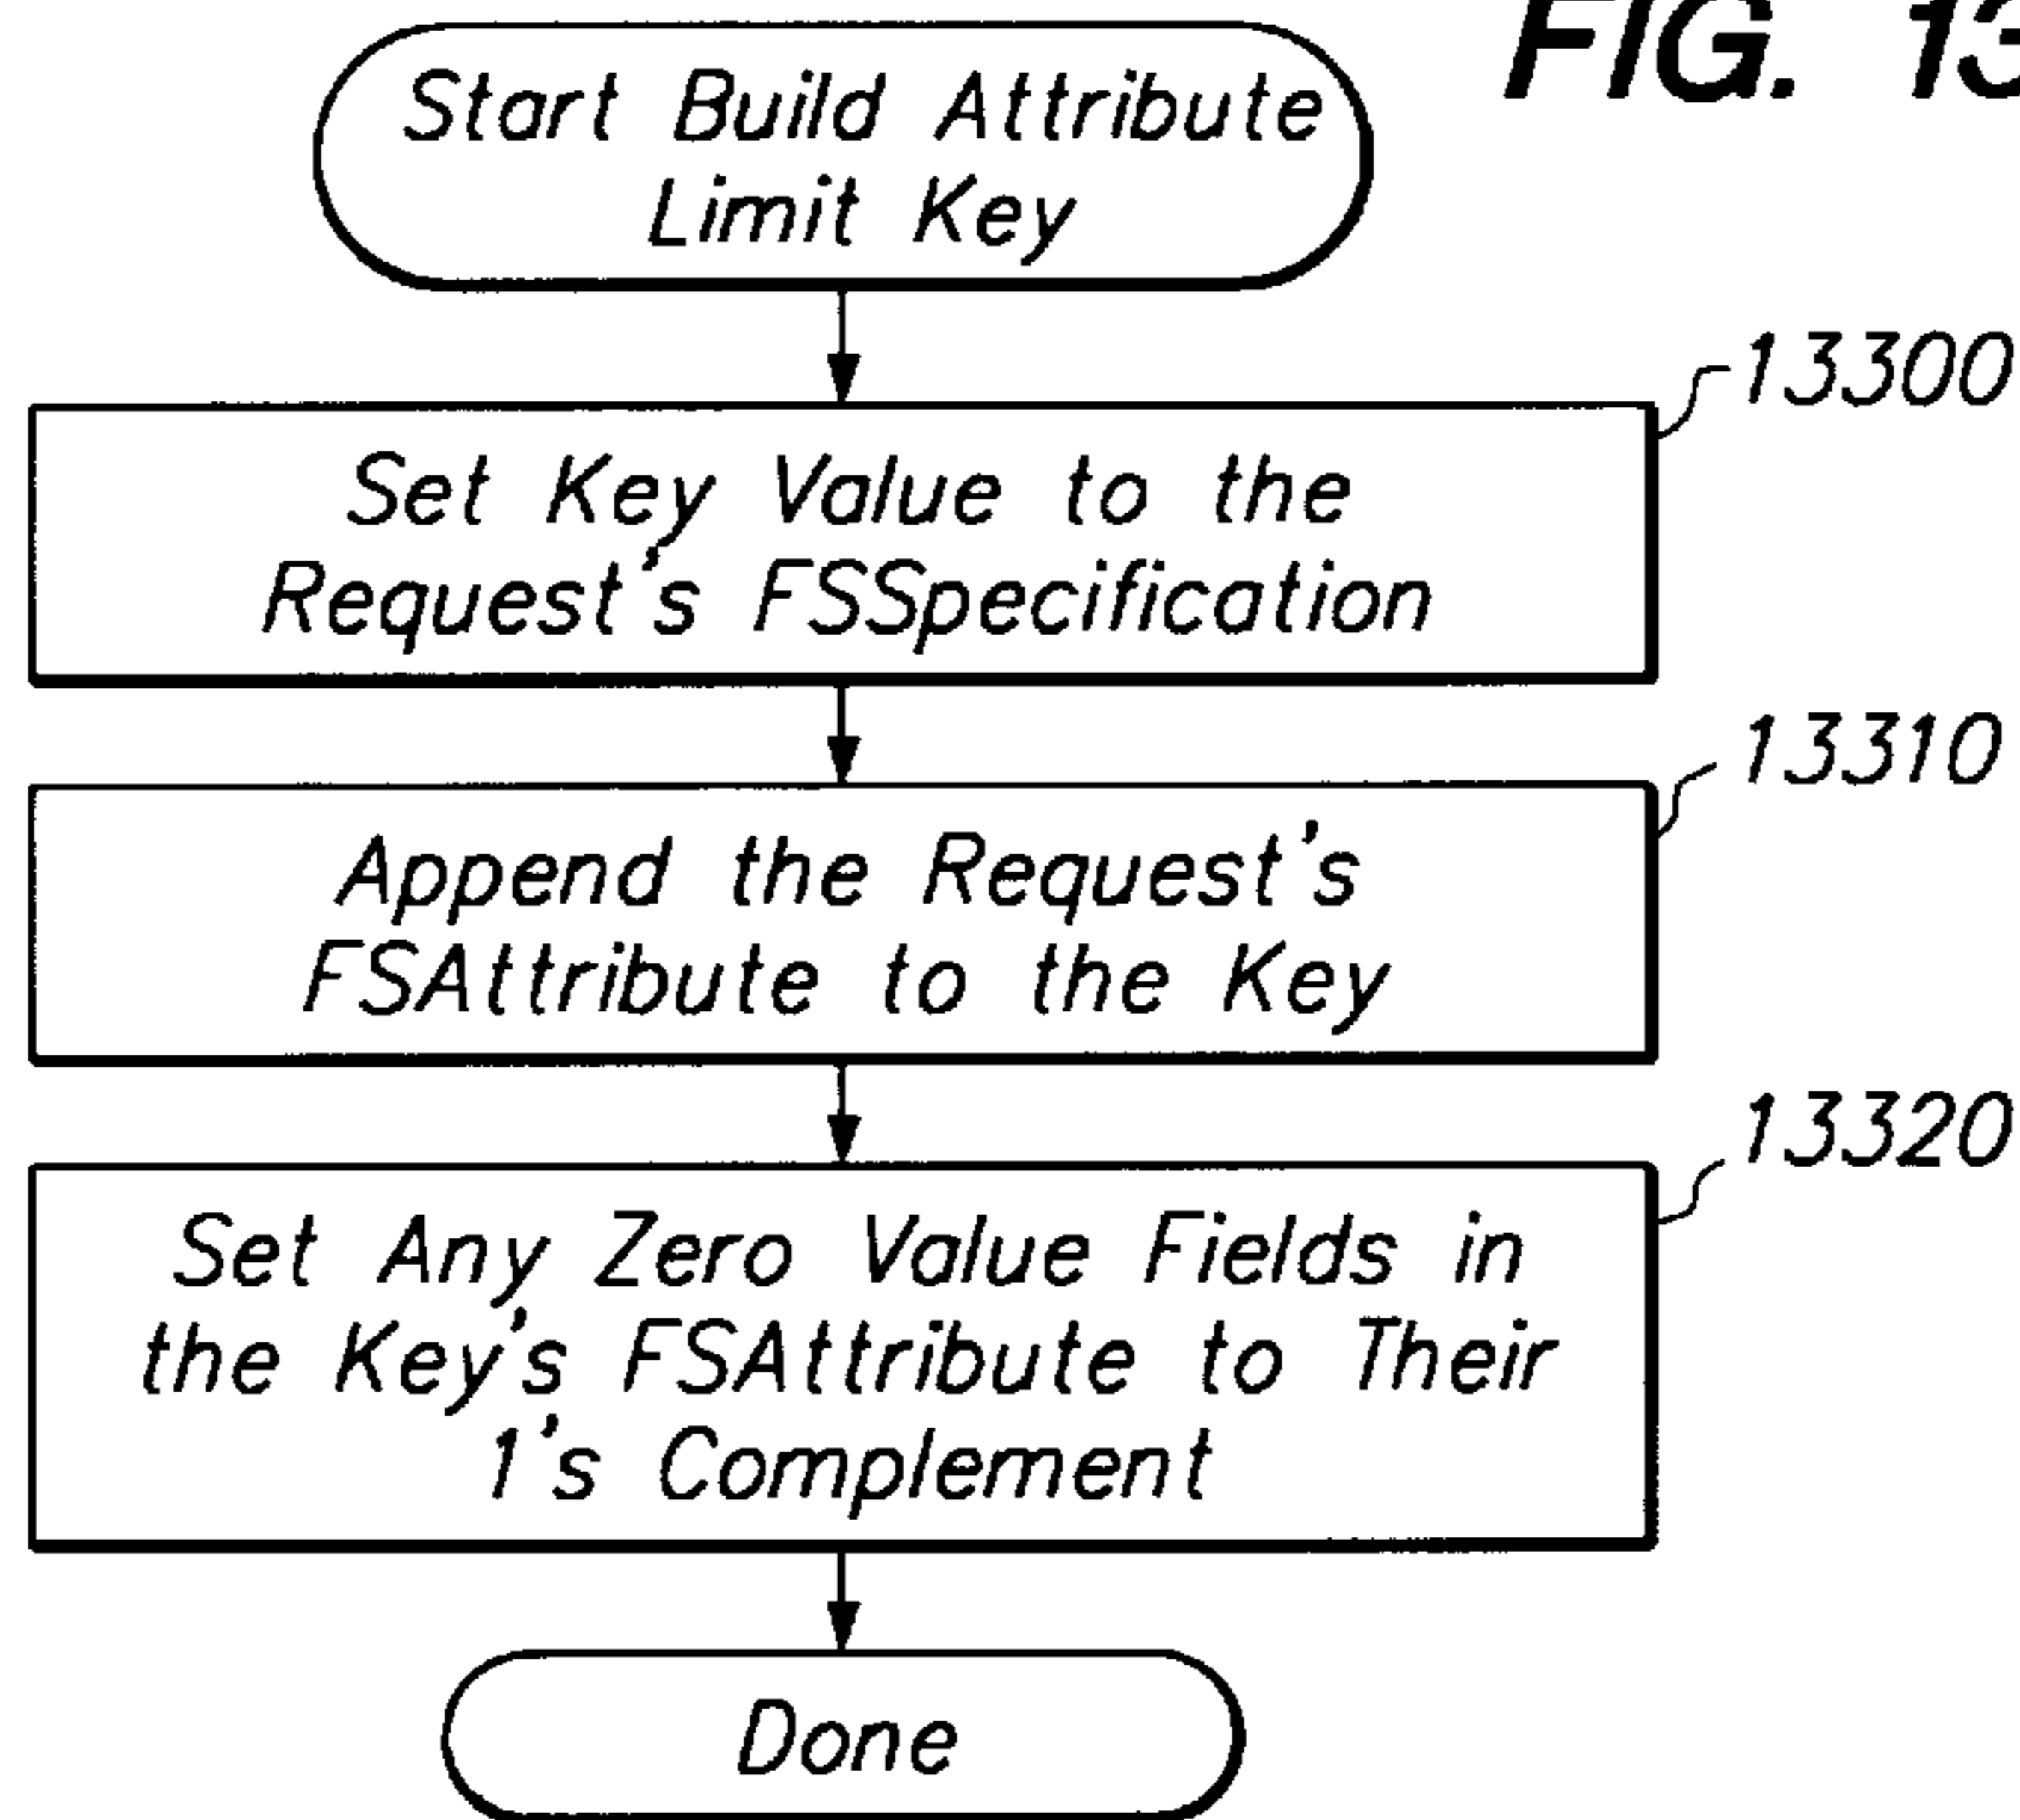 FIG. 13
Start Build Attribute
Limit Key
13300
Set Key Value to the
Request's FSSpecification
13310
Append the Request's
FSAttribute to the Key
13320
Set Any Zero Value Fields in
the Key's FSAttribute to Their
1's Complement
Done